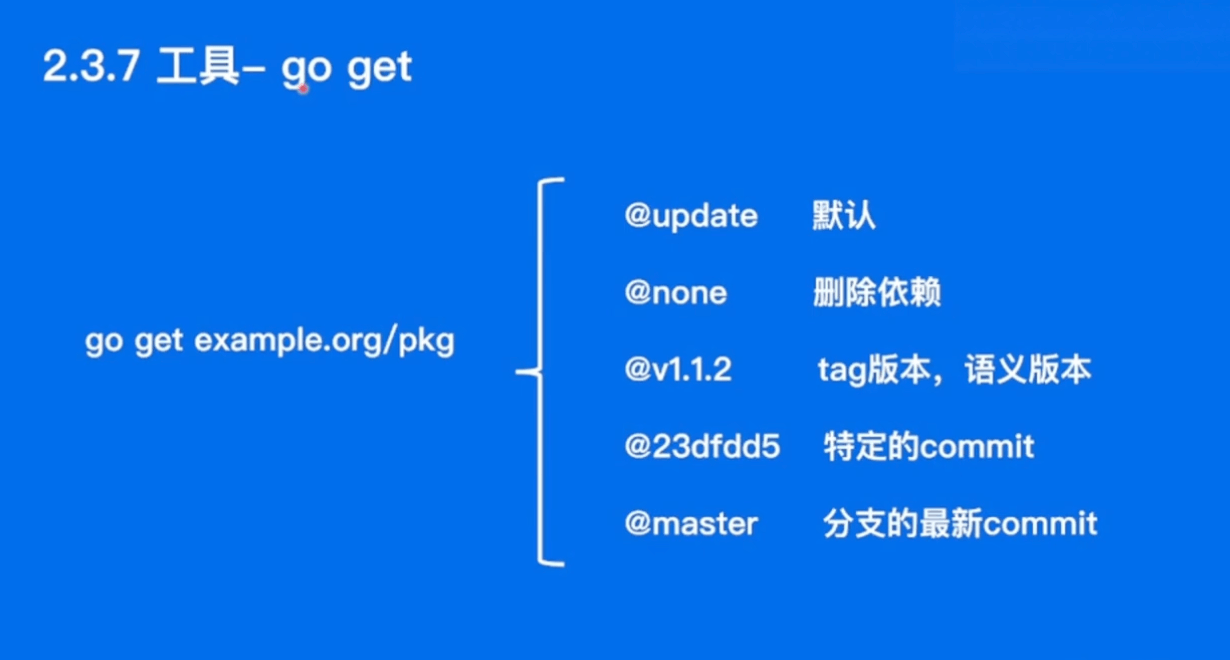 2.3.7 工具- go get
go get example.org/pkg
@update 默认
@none 删除依赖
@v1.1.2 tag版本，语义版本
@23dfdd5 特定的commit
@master 分支的最新commit